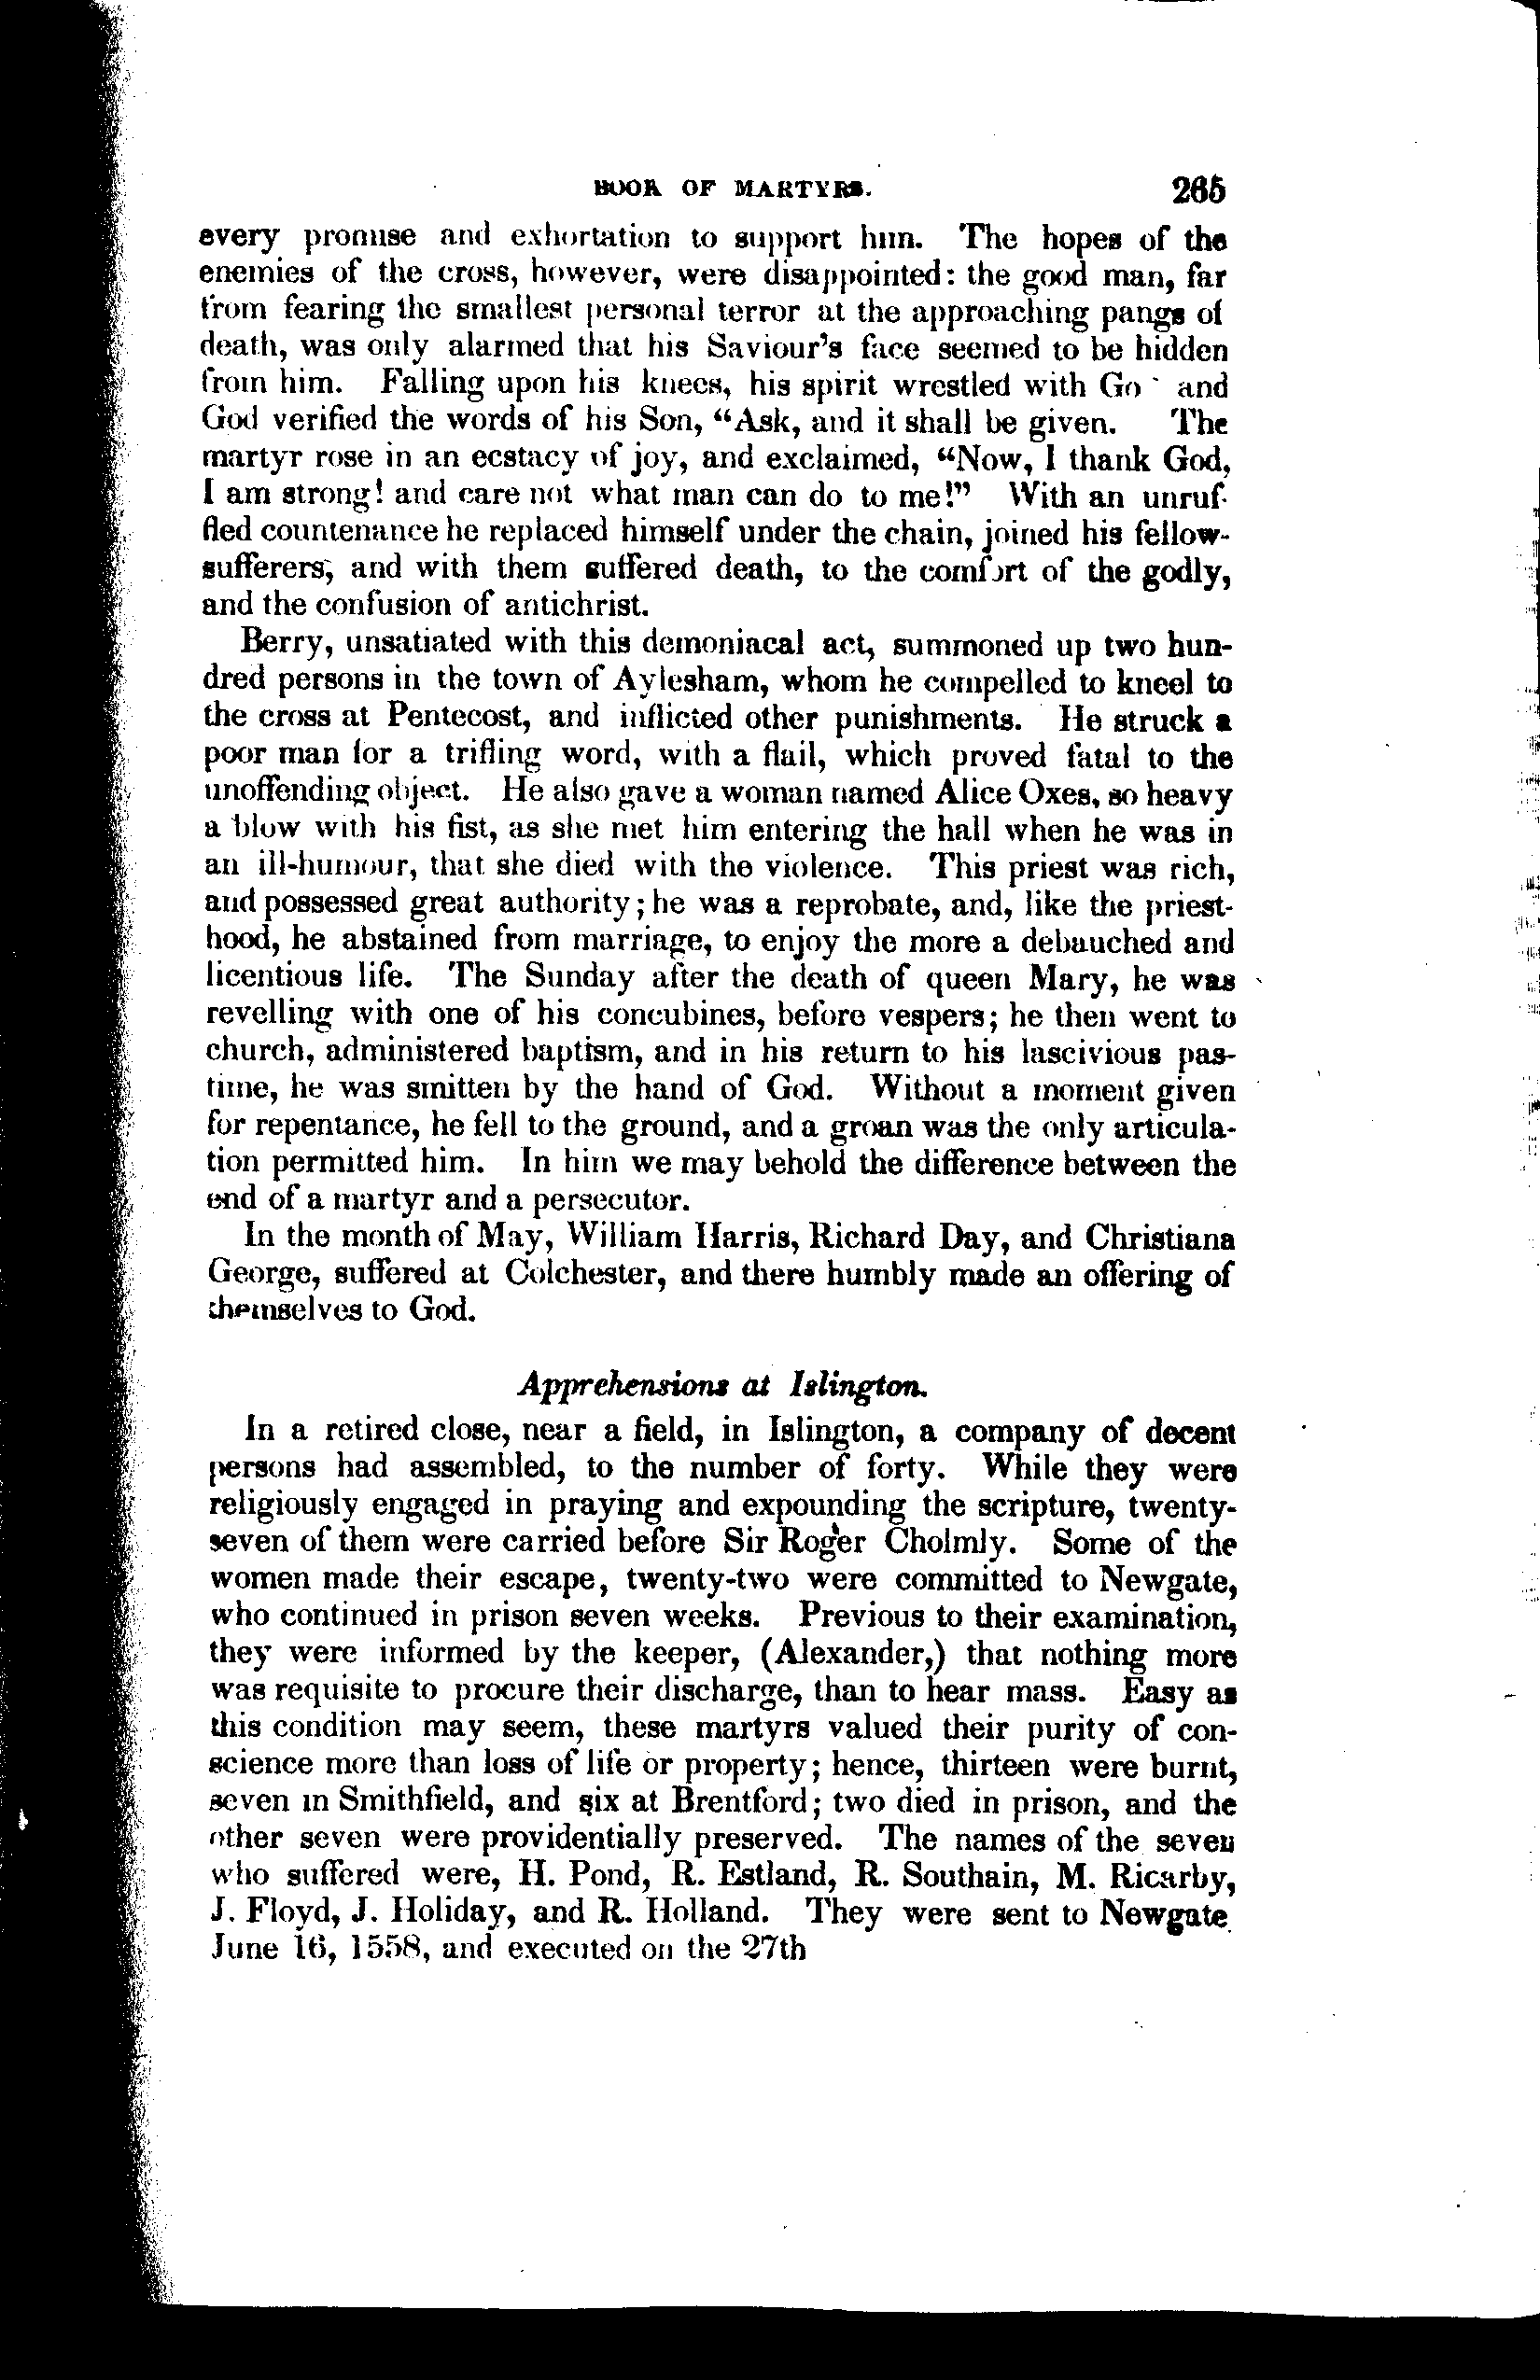 BOOK OF MARTYRS. 265
every promise and exhortation to support him. The hopes of the
enemies of the cross, however, were disappointed: the good man, far
from fearing the smallest personal terror at the approaching pangs of
death, was only alarmed that his Saviour's face seemed to be hidden
from him. Falling upon his knees, his spirit wrestled with Go and
God verified the words of his Son, "Ask, and it shall be given. The
martyr rose in an ecstacy of joy, and exclaimed, "Now, I thank God,
I am strong! and care not what man can do to me!" With an unruf-
fled countenance he replaced himself under the chain, joined his fellow-
sufferers, and with them suffered death, to the comfort of the godly,
and the confusion of antichrist.
Berry, unsatiated with this demoniacal act, summoned up two hun-
dred persons in the town of Aylesham, whom he compelled to kneel to
the cross at Pentecost, and inflicted other punishments. He struck a
poor man for a trifling word, with a flail, which proved fatal to the
unoffending object. He also gave a woman named Alice Oxes, so heavy
a blow with his fist, as she met him entering the hall when he was in
an ill-humour, that she died with the violence. This priest was rich,
and possessed great authority; he was a reprobate, and, like the priest-
hood, he abstained from marriage, to enjoy the more a debauched and
licentious life. The Sunday after the death of queen Mary, he was
revelling with one of his concubines, before vespers; he then went to
church, administered baptism, and in his return to his lascivious pas-
time, he was smitten by the hand of God. Without a moment given
for repentance, he fell to the ground, and a groan was the only articula-
tion permitted him. In him we may behold the difference between the
end of a martyr and a persecutor.
In the month of May, William Harris, Richard Day, and Christiana
George, suffered at Colchester, and there humbly made an offering of
themselves to God.
Apprehensions at Islington.
In a retired close, near a field, in Islington, a company of decent
persons had assembled, to the number of forty. While they were
religiously engaged in praying and expounding the scripture, twenty-
seven of them were carried before Sir Roger Cholmly. Some of the
women made their escape, twenty-two were committed to Newgate,
who continued in prison seven weeks. Previous to their examination,
they were informed by the keeper, (Alexander,) that nothing more
was requisite to procure their discharge, than to hear mass. Easy as
this condition may seem, these martyrs valued their purity of con-
science more than loss of life or property; hence, thirteen were burnt,
seven in Smithfield, and six at Brentford; two died in prison, and the
other seven were providentially preserved. The names of the seven
who suffered were, H. Pond, R. Estland, R. Southain, M. Ricarby,
J. Floyd, J. Holiday, and R. Holland. They were sent to Newgate
June 16, 1558, and executed on the 27th